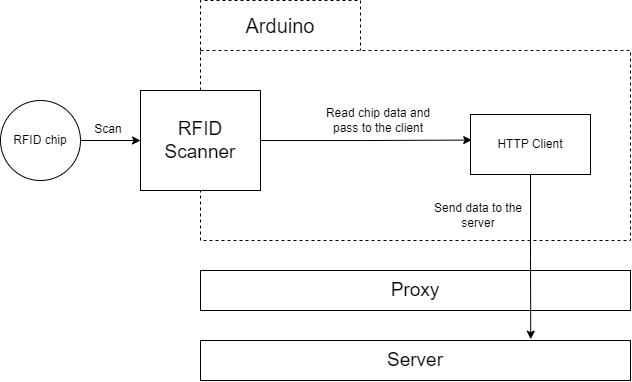 Arduino
RFID chip
Scan
RFID
Scanner
Read chip data and
pass to the client
HTTP Client
Send data to the
server
Proxy
Server